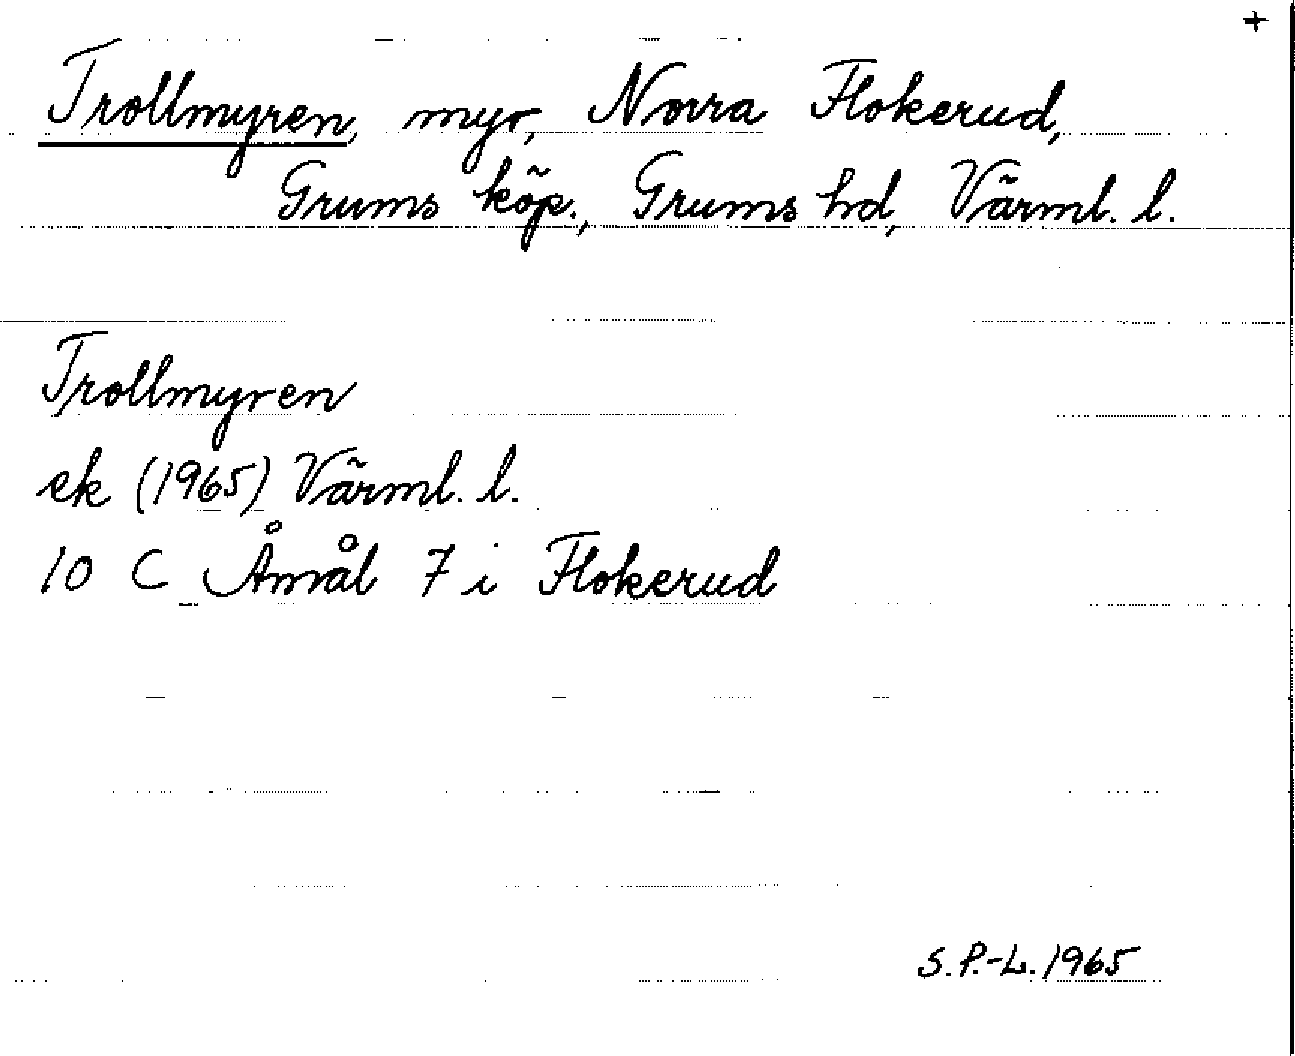 +
Trollmyren, myr, Norra Flokerud,
Grums köp., Grums hd, Värml. l.
Trollmyren
ek (1965) Värml. l.
10 C Åmål 7 i Flokerud
S. P.-L. 1965